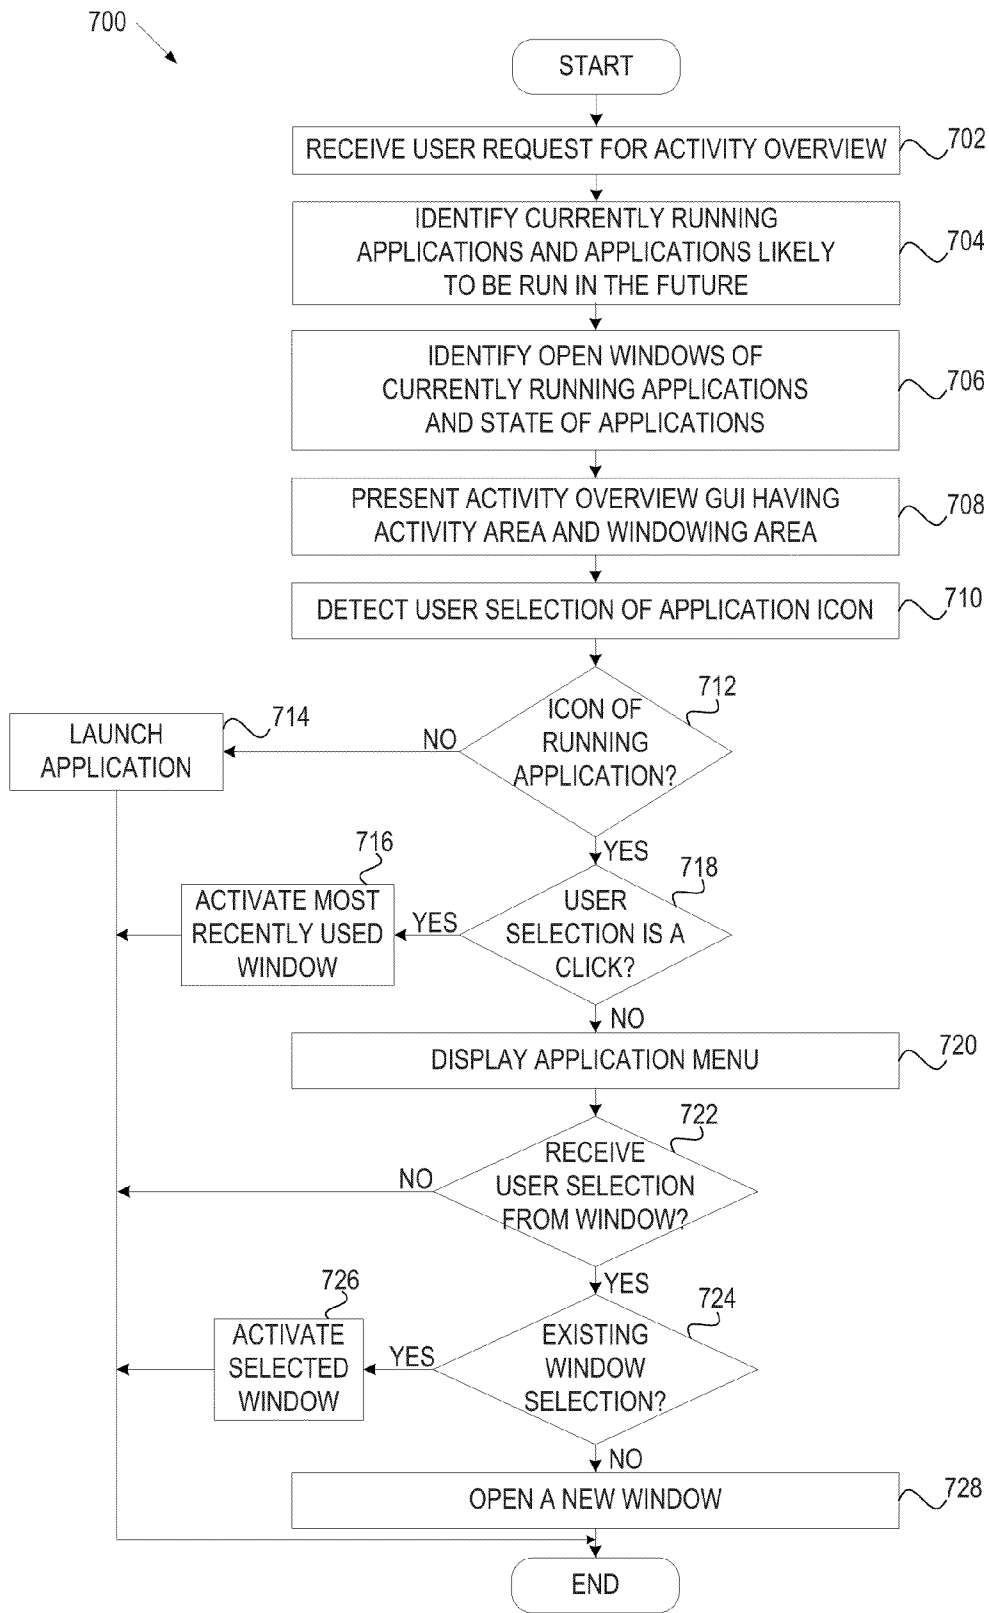 700
START
RECEIVE USER REQUEST FOR ACTIVITY OVERVIEW
702
IDENTIFY CURRENTLY RUNNING
APPLICATIONS AND APPLICATIONS LIKELY
TO BE RUN IN THE FUTURE
704
IDENTIFY OPEN WINDOWS OF
CURRENTLY RUNNING APPLICATIONS
AND STATE OF APPLICATIONS
706
PRESENT ACTIVITY OVERVIEW GUI HAVING
ACTIVITY AREA AND WINDOWING AREA
708
DETECT USER SELECTION OF APPLICATION ICON
710
ICON OF
RUNNING
APPLICATION?
712
NO
LAUNCH
APPLICATION
714
YES
USER
SELECTION IS A
CLICK?
718
YES
ACTIVATE MOST
RECENTLY USED
WINDOW
716
NO
DISPLAY APPLICATION MENU
720
RECEIVE
USER SELECTION
FROM WINDOW?
722
NO
YES
EXISTING
WINDOW
SELECTION?
724
YES
ACTIVATE
SELECTED
WINDOW
726
NO
OPEN A NEW WINDOW
728
END